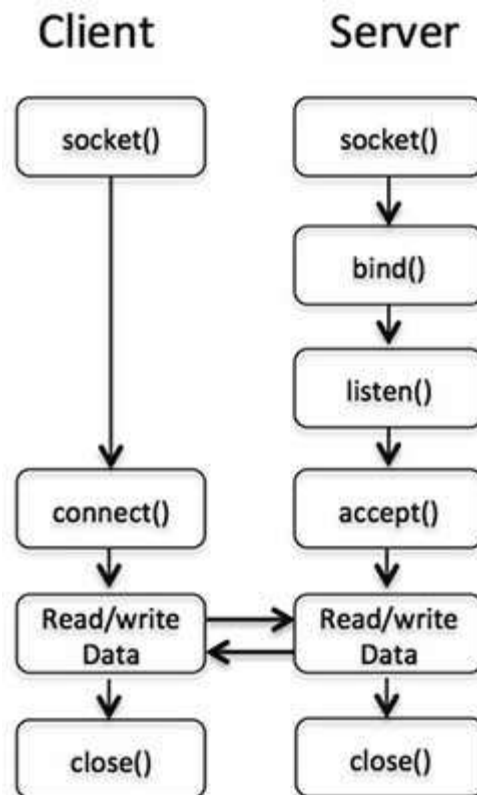 Client Server
socket() socket()
bind()
listen()
connect() accept()
Read/write Read/write
Data Data
close() close()